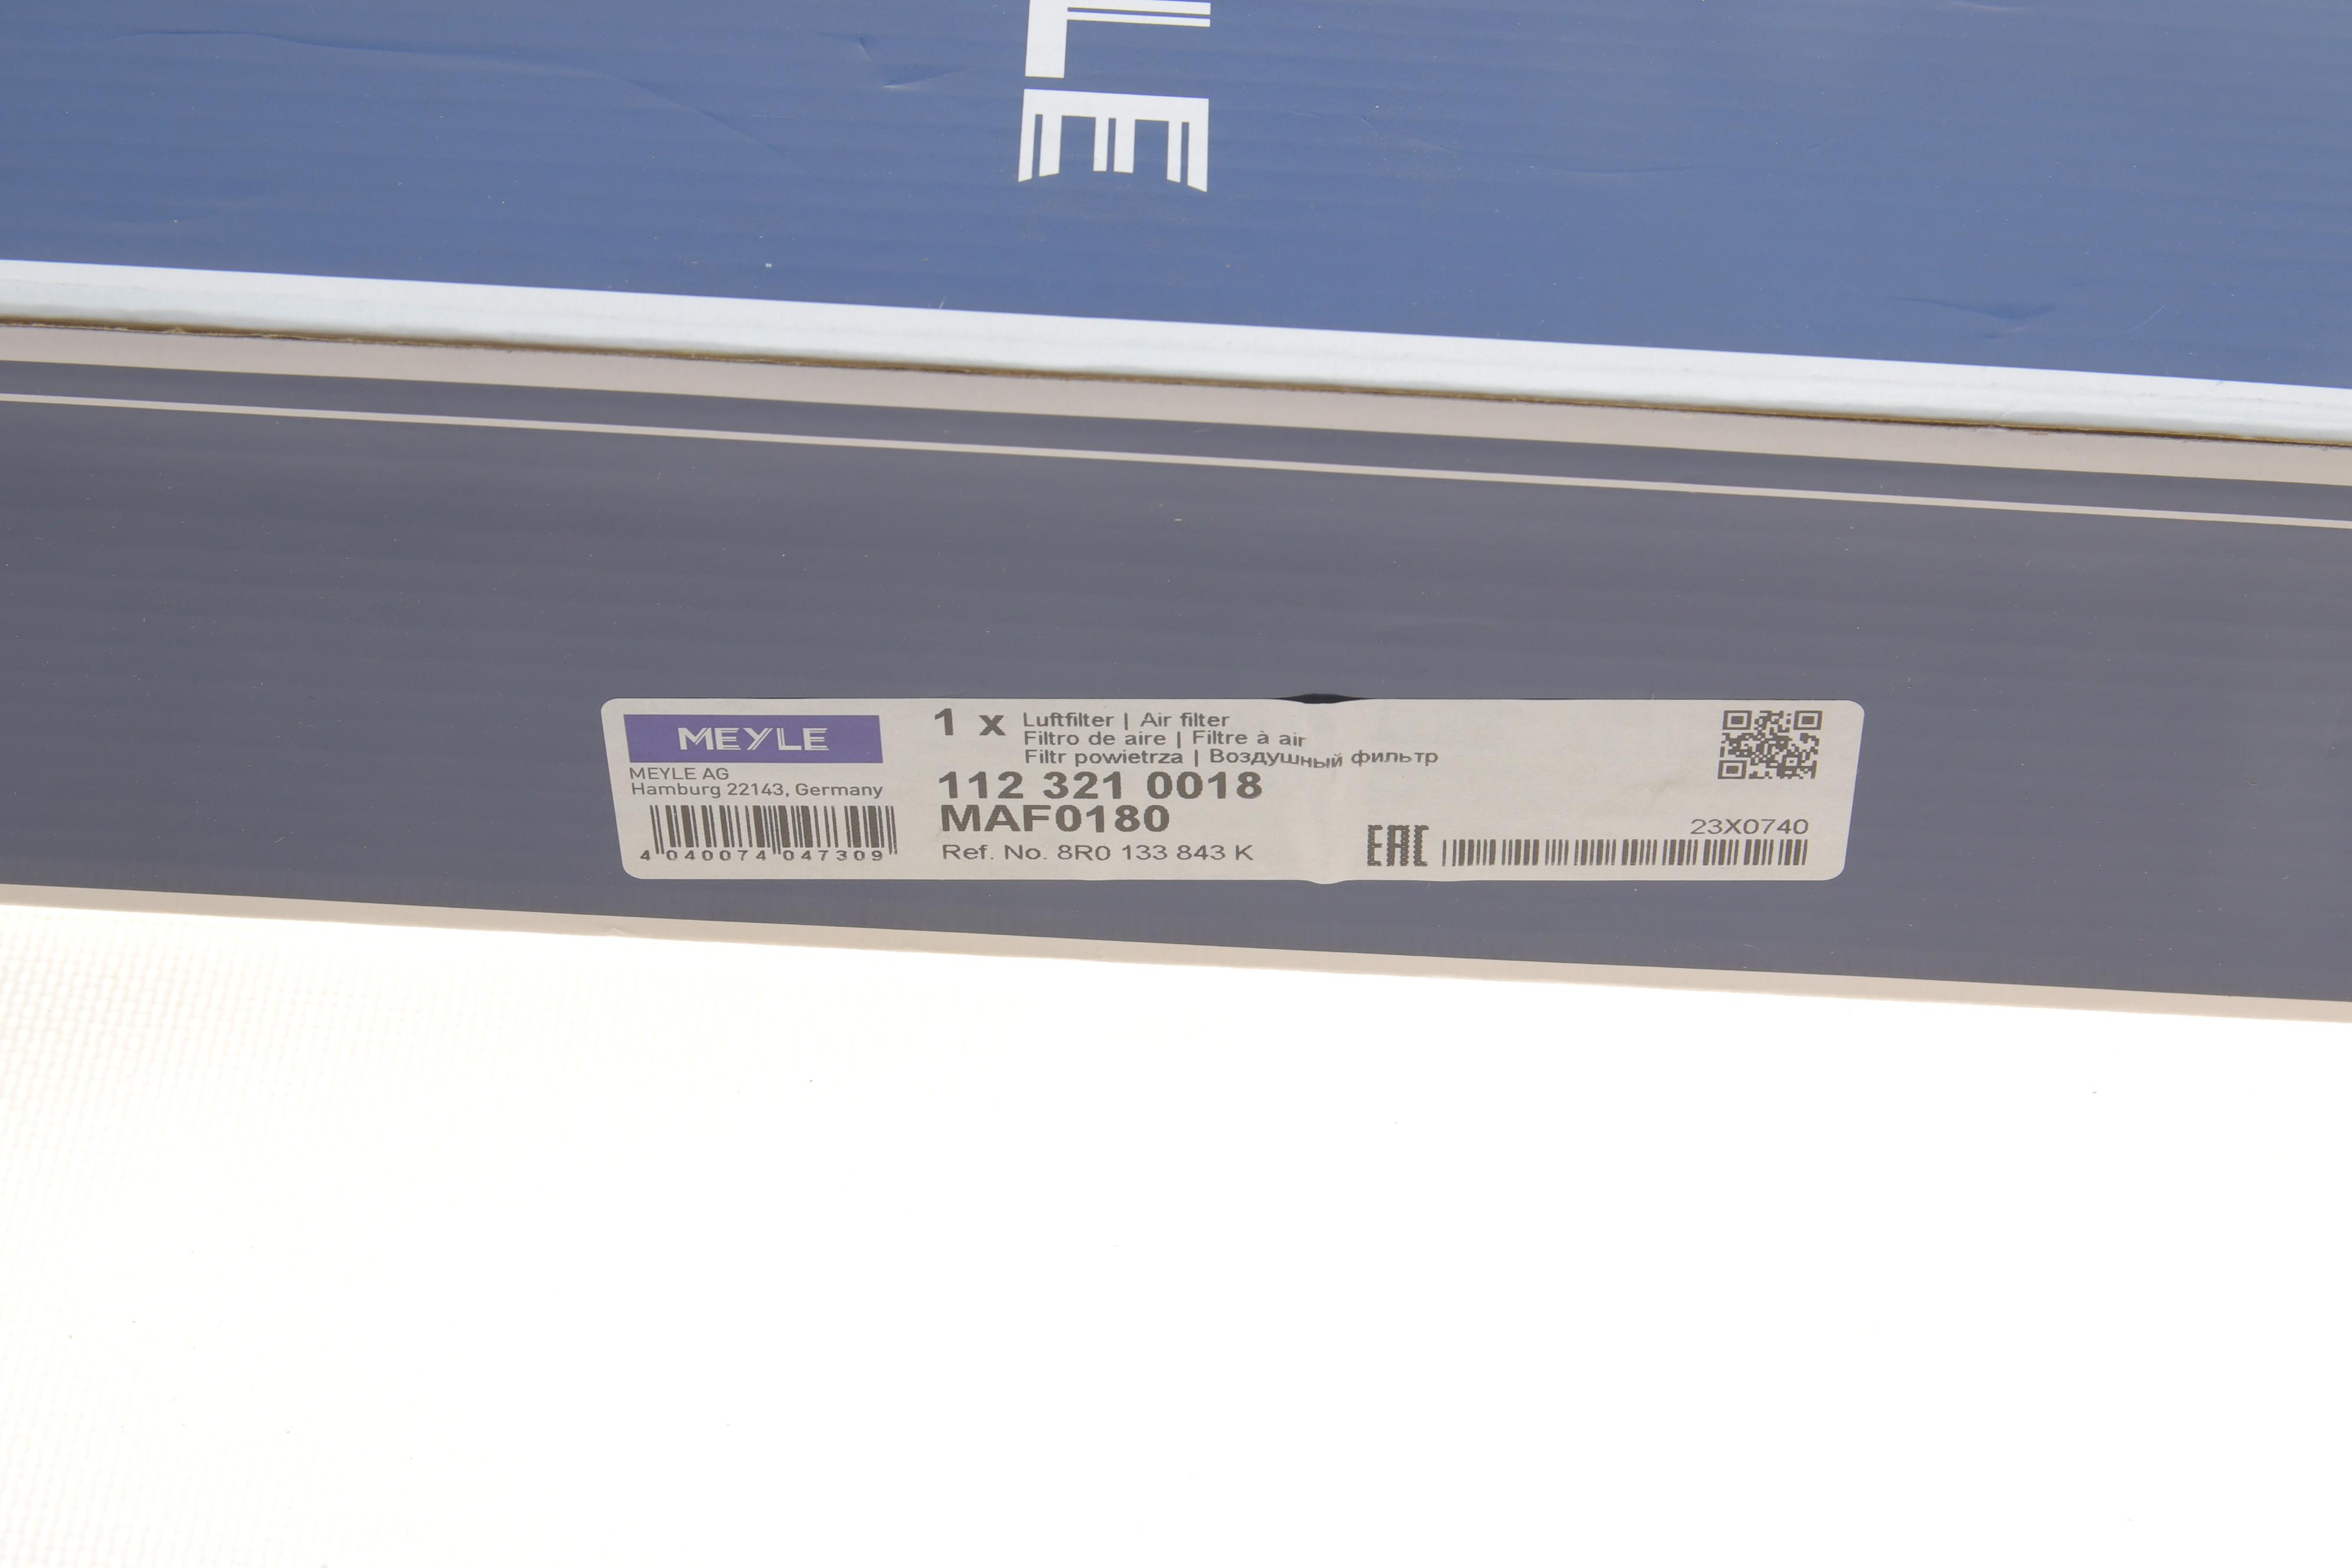 LE
MEYLE
MEYLE AG
Hamburg 22143, Germany
4 040074 047309
1 x Luftfilter | Air filter
Filtro de aire | Filtre à air
Filtr powietrza | Воздушный фильтр
112 321 0018
MAF0180
Ref. No. 8R0 133 843 K
EAC
23X0740